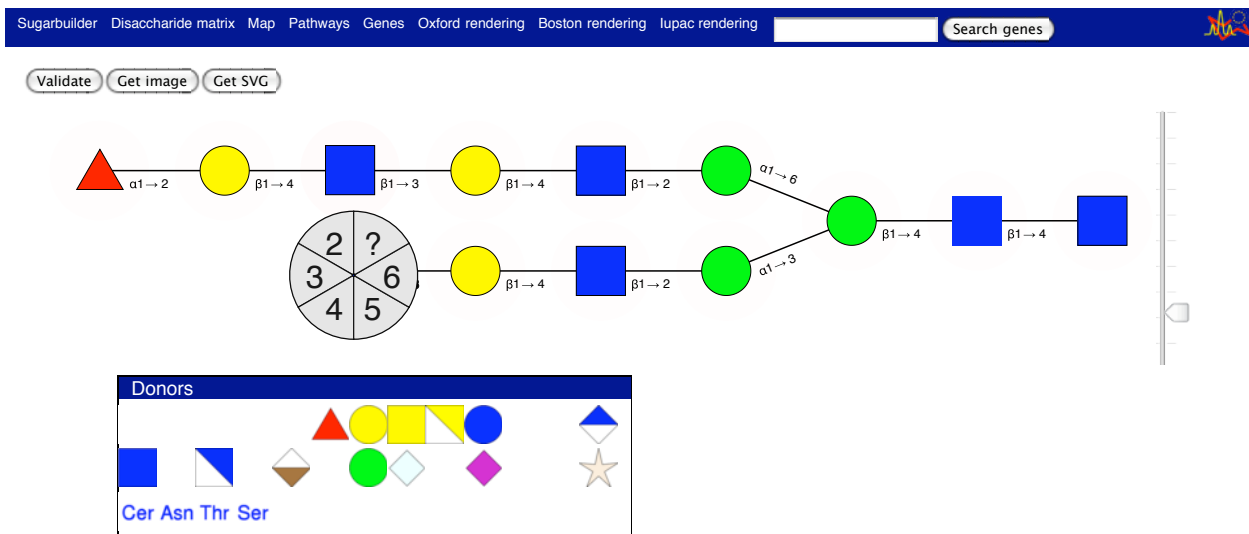 Sugarbuilder Disaccharide matrix Map Pathways Genes Oxford rendering Boston rendering Iupac rendering Search genes
Validate Get image Get SVG
α1→2 β1→4 β1→3 β1→4 β1→2 α1→6
β1→4 β1→4
2 ?
3 6
4 5
β1→4 β1→2 α1→3
Donors
Cer Asn Thr Ser